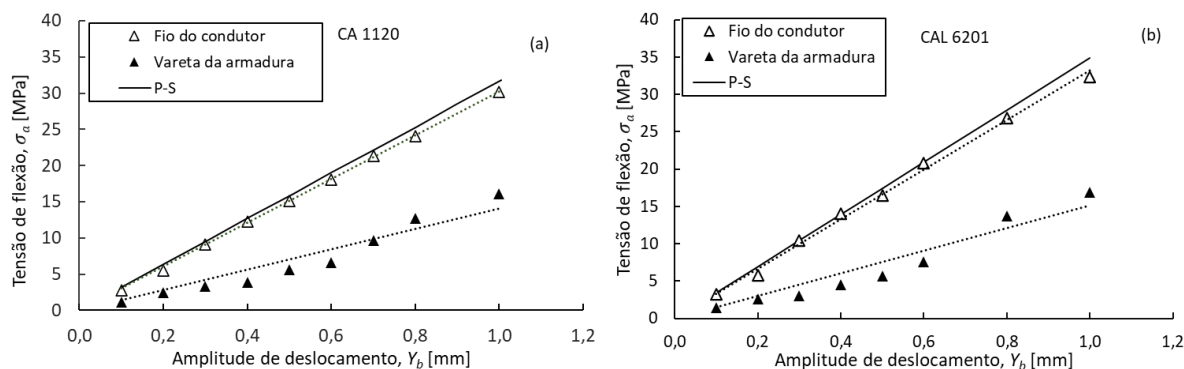 40
35
30
25
20
15
10
5
0
Tensão de flexão, σa [MPa]
Fio do condutor
Vareta da armadura
P-S
CA 1120
(a)
0,0 0,2 0,4 0,6 0,8 1,0 1,2
Amplitude de deslocamento, Yb [mm]
40
35
30
25
20
15
10
5
0
Tensão de flexão, σa [MPa]
Fio do condutor
Vareta da armadura
P-S
CAL 6201
(b)
0,0 0,2 0,4 0,6 0,8 1,0 1,2
Amplitude de deslocamento, Yb [mm]